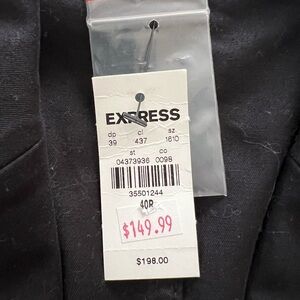 EXPRESS
dp cl sz
39 437 1610
st co
04373936 0098
35501244
40R
$149.99
$198.00